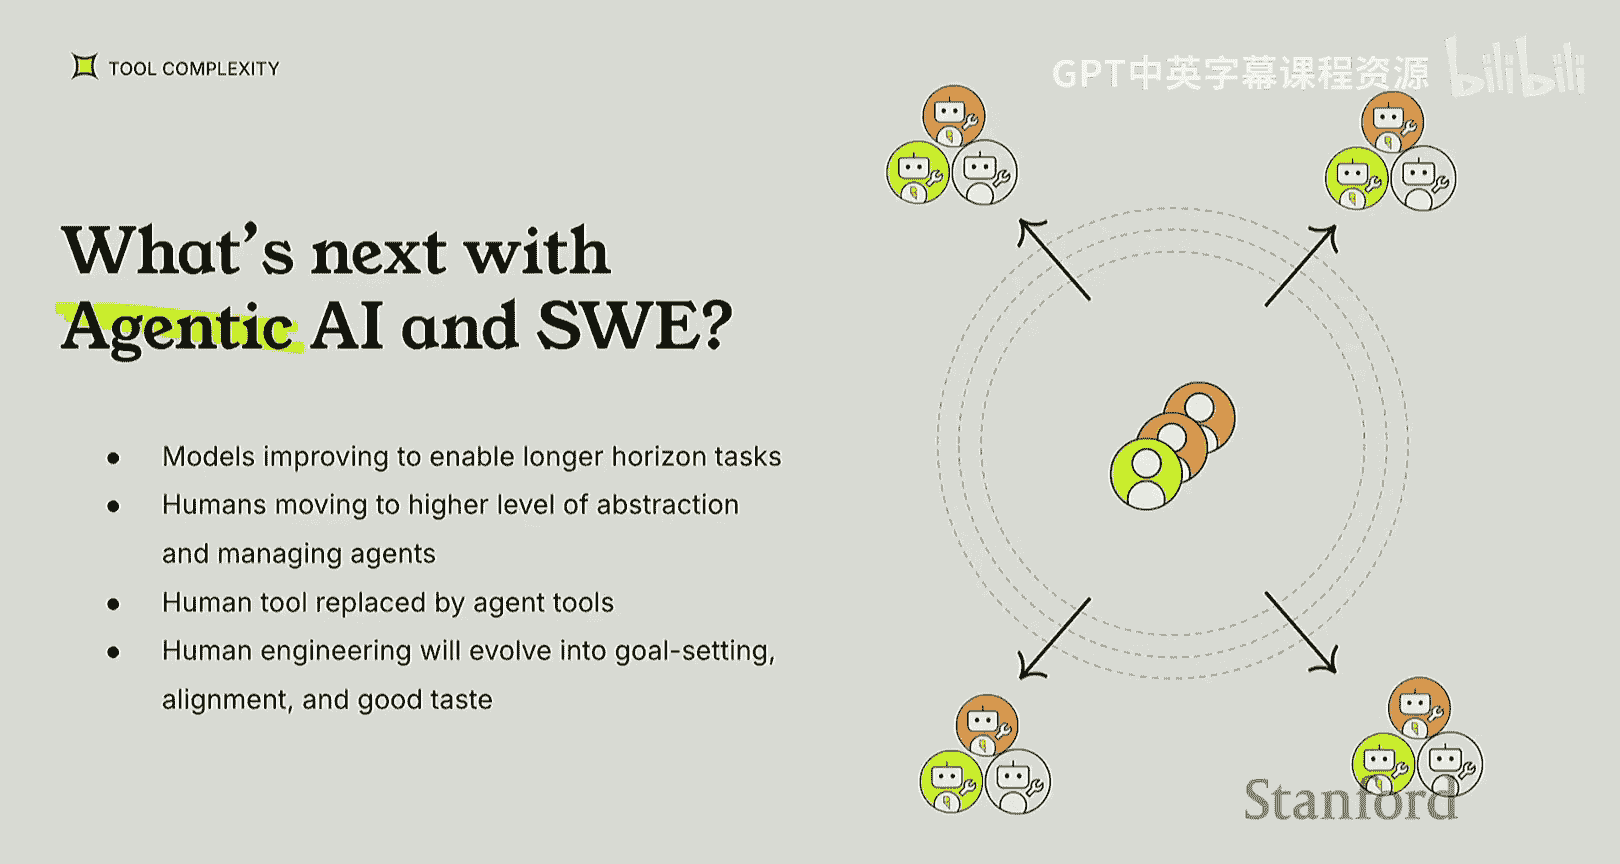 TOOL COMPLEXITY
GPT中英字幕课程资源
bilibili
What's next with
Agentic AI and SWE?
● Models improving to enable longer horizon tasks
● Humans moving to higher level of abstraction
and managing agents
● Human tool replaced by agent tools
● Human engineering will evolve into goal-setting,
alignment, and good taste
Stanford